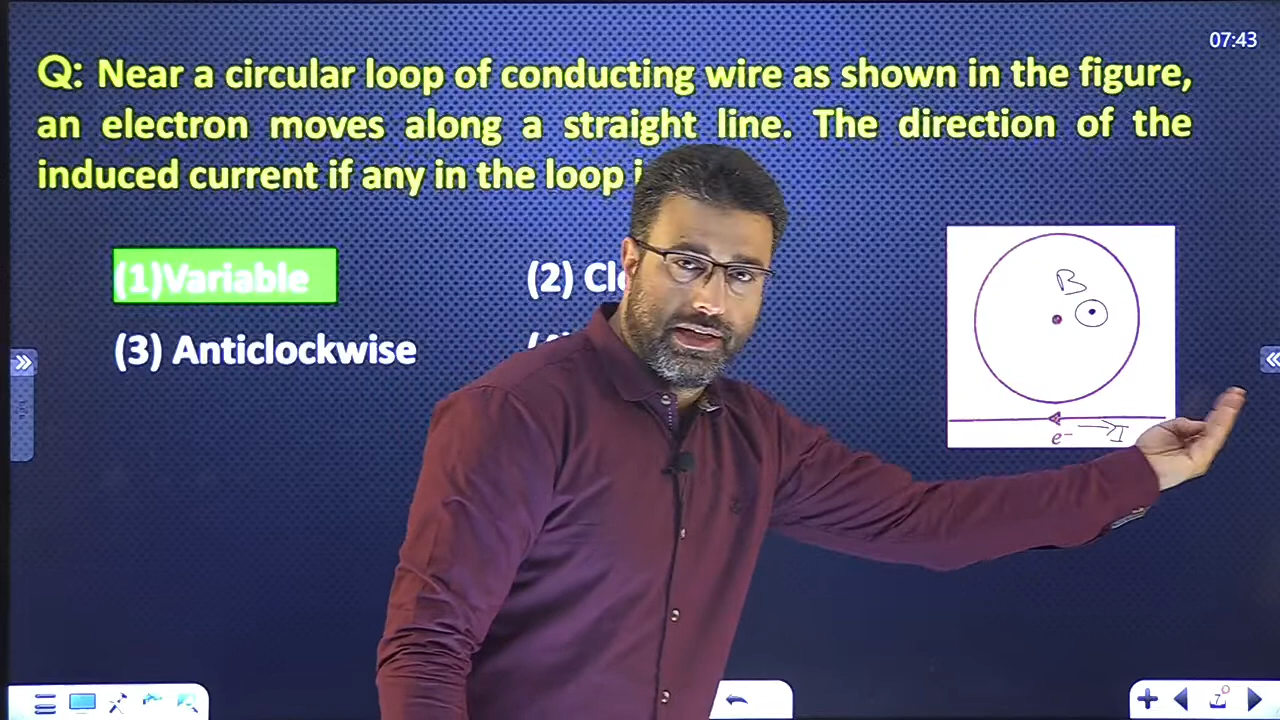 07:43
Q: Near a circular loop of conducting wire as shown in the figure,
an electron moves along a straight line. The direction of the
induced current if any in the loop
(1)Variable
(2)
(3) Anticlockwise
B
e⁻
I